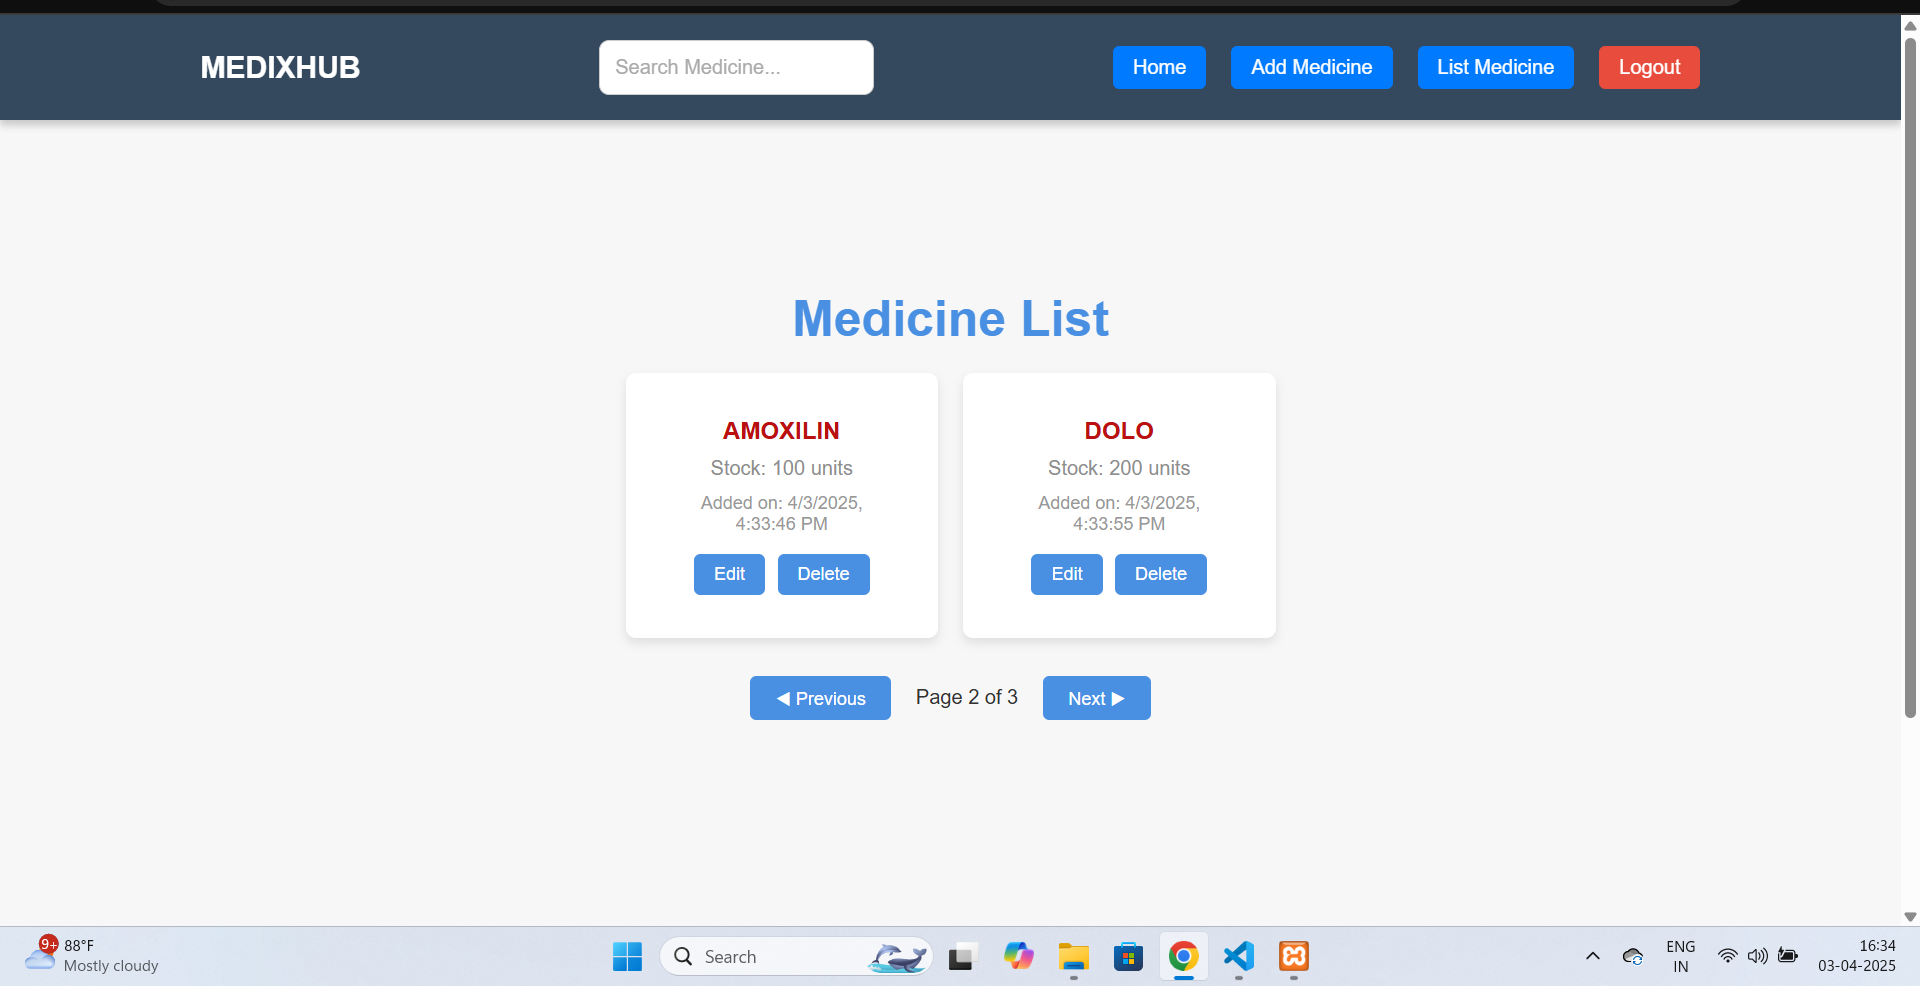 MEDIXHUB
Search Medicine...
Home
Add Medicine
List Medicine
Logout
Medicine List
AMOXILIN
Stock: 100 units
Added on: 4/3/2025,
4:33:46 PM
Edit
Delete
DOLO
Stock: 200 units
Added on: 4/3/2025,
4:33:55 PM
Edit
Delete
◀ Previous
Page 2 of 3
Next ▶
9+
88°F
Mostly cloudy
Search
ENG
IN
16:34
03-04-2025